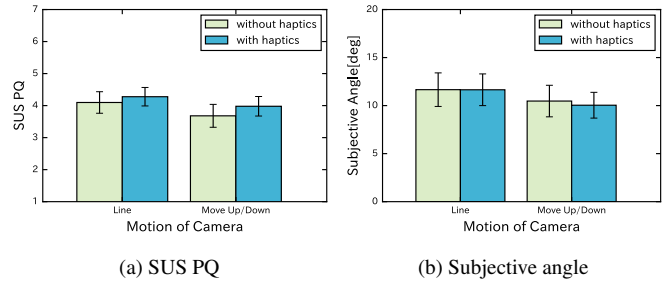 7
6
5
4
3
2
1
SUS PQ
without haptics
with haptics
Line
Move Up/Down
Motion of Camera
(a) SUS PQ
20
15
10
5
0
Subjective Angle[deg]
without haptics
with haptics
Line
Move Up/Down
Motion of Camera
(b) Subjective angle